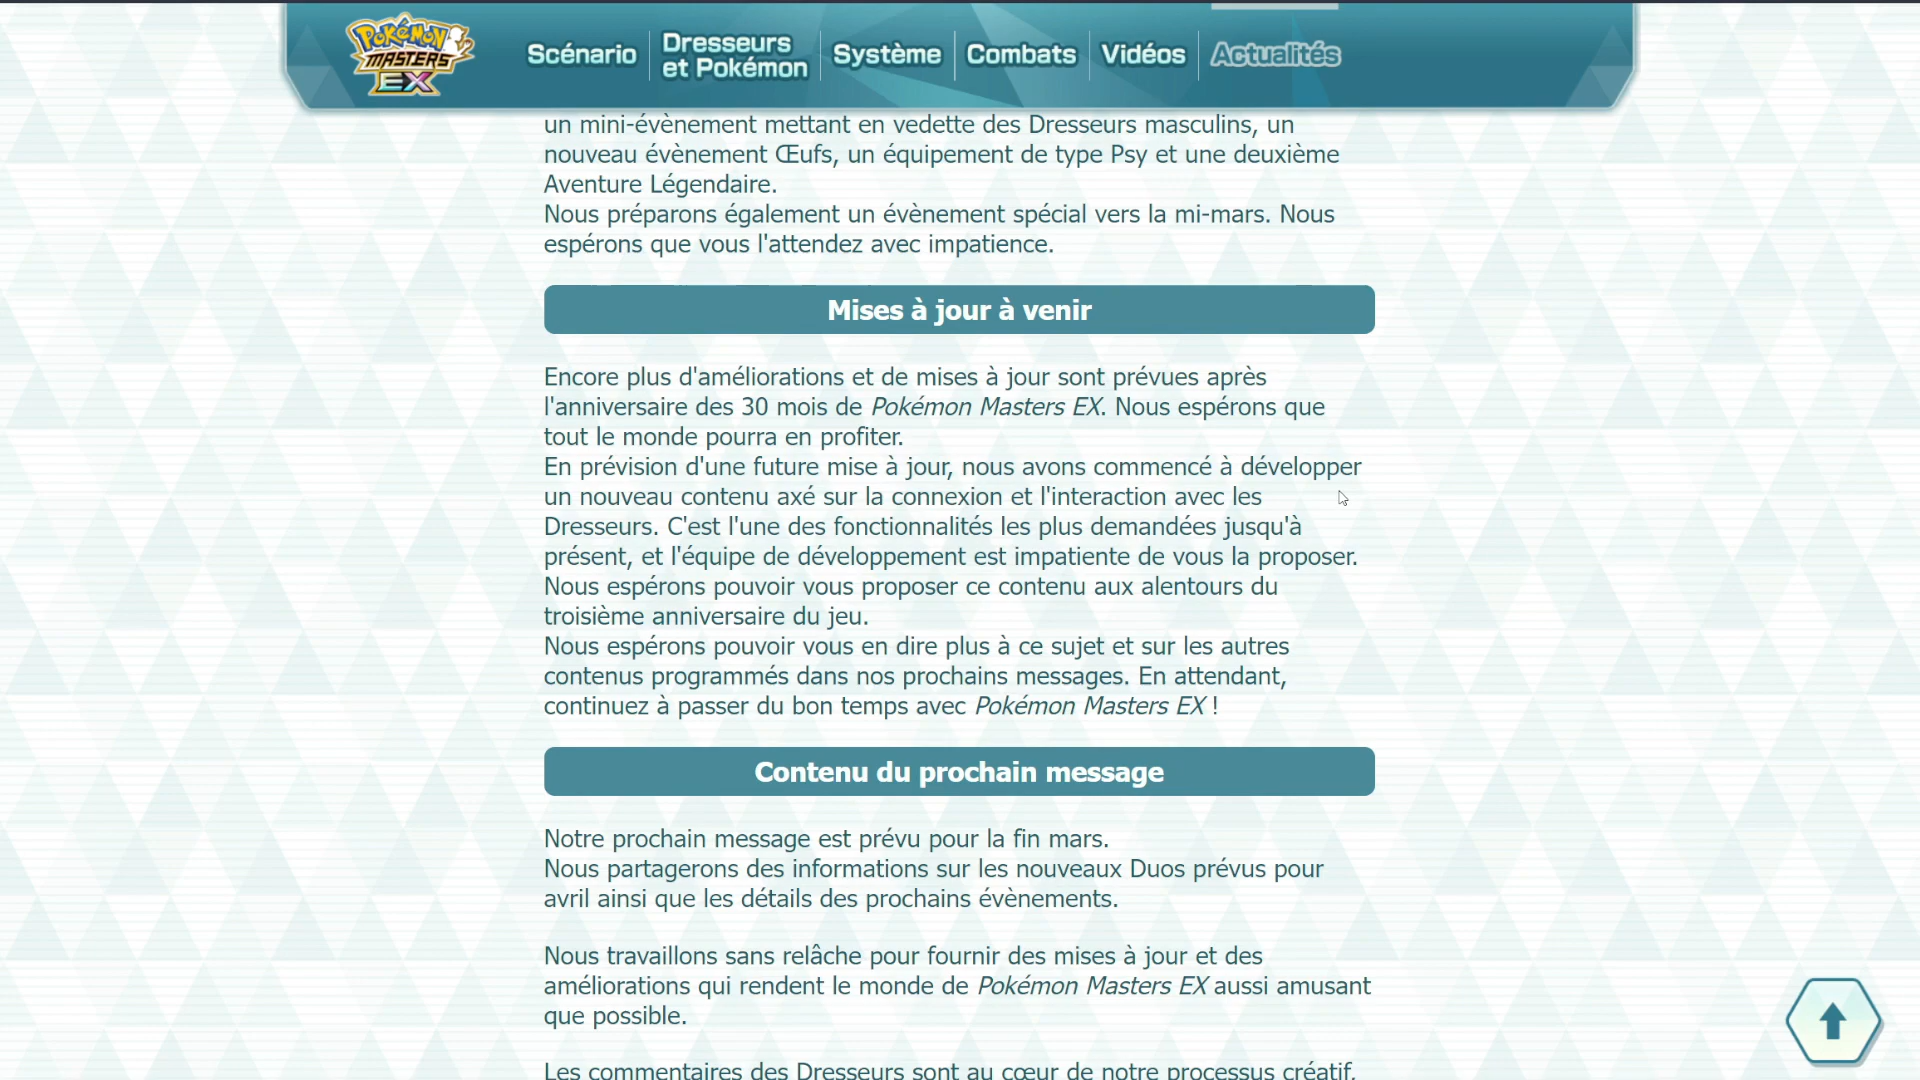 POKéMON
MASTERS
EX
Scénario
Dresseurs
et Pokémon
Système
Combats
Vidéos
Actualités
un mini-évènement mettant en vedette des Dresseurs masculins, un
nouveau évènement Œufs, un équipement de type Psy et une deuxième
Aventure Légendaire.
Nous préparons également un évènement spécial vers la mi-mars. Nous
espérons que vous l'attendez avec impatience.
Mises à jour à venir
Encore plus d'améliorations et de mises à jour sont prévues après
l'anniversaire des 30 mois de Pokémon Masters EX. Nous espérons que
tout le monde pourra en profiter.
En prévision d'une future mise à jour, nous avons commencé à développer
un nouveau contenu axé sur la connexion et l'interaction avec les
Dresseurs. C'est l'une des fonctionnalités les plus demandées jusqu'à
présent, et l'équipe de développement est impatiente de vous la proposer.
Nous espérons pouvoir vous proposer ce contenu aux alentours du
troisième anniversaire du jeu.
Nous espérons pouvoir vous en dire plus à ce sujet et sur les autres
contenus programmés dans nos prochains messages. En attendant,
continuez à passer du bon temps avec Pokémon Masters EX !
Contenu du prochain message
Notre prochain message est prévu pour la fin mars.
Nous partagerons des informations sur les nouveaux Duos prévus pour
avril ainsi que les détails des prochains évènements.
Nous travaillons sans relâche pour fournir des mises à jour et des
améliorations qui rendent le monde de Pokémon Masters EX aussi amusant
que possible.
Les commentaires des Dresseurs sont au cœur de notre processus créatif.